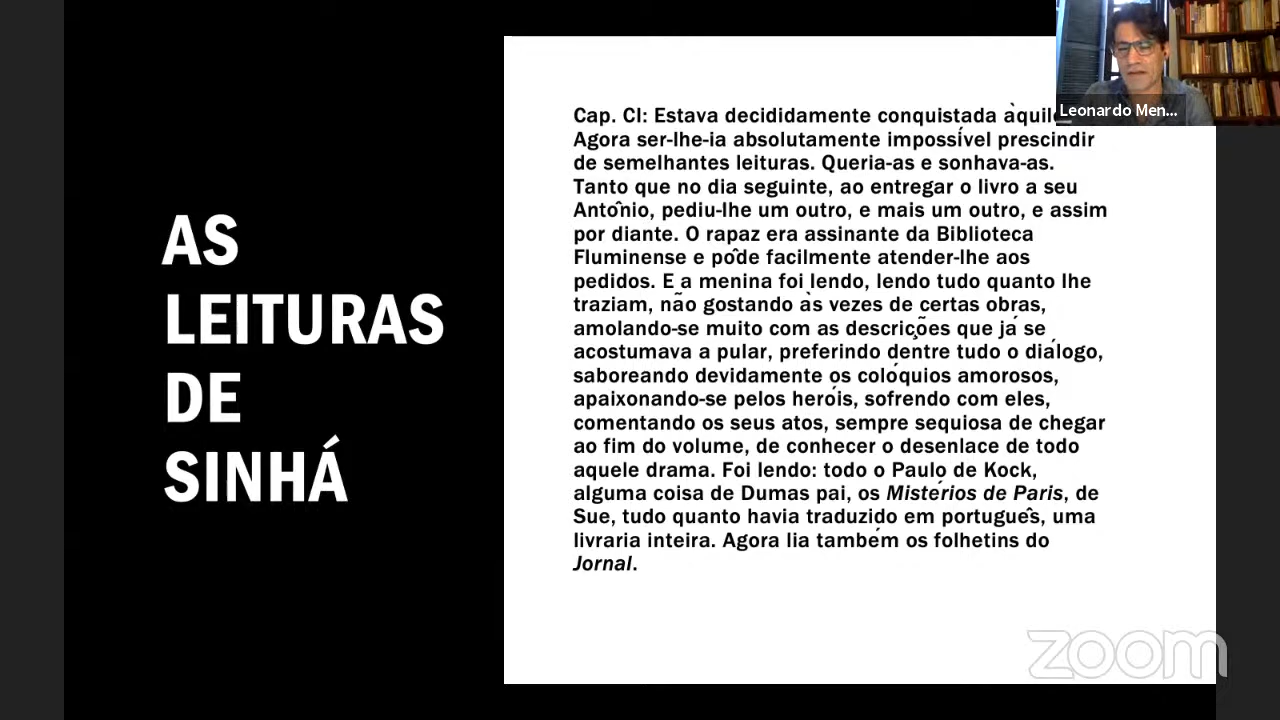 AS
LEITURAS
DE
SINHÁ
Cap. CI: Estava decididamente conquistada àquilo
Agora ser-lhe-ia absolutamente impossível prescindir
de semelhantes leituras. Queria-as e sonhava-as.
Tanto que no dia seguinte, ao entregar o livro a seu
Antônio, pediu-lhe um outro, e mais um outro, e assim
por diante. O rapaz era assinante da Biblioteca
Fluminense e pôde facilmente atender-lhe aos
pedidos. E a menina foi lendo, lendo tudo quanto lhe
traziam, não gostando às vezes de certas obras,
amolando-se muito com as descrições que já se
acostumava a pular, preferindo dentre tudo o diálogo,
saboreando devidamente os colóquios amorosos,
apaixonando-se pelos heróis, sofrendo com eles,
comentando os seus atos, sempre sequiosa de chegar
ao fim do volume, de conhecer o desenlace de todo
aquele drama. Foi lendo: todo o Paulo de Kock,
alguma coisa de Dumas pai, os Mistérios de Paris, de
Sue, tudo quanto havia traduzido em português, uma
livraria inteira. Agora lia também os folhetins do
Jornal.
Leonardo Men...
zoom